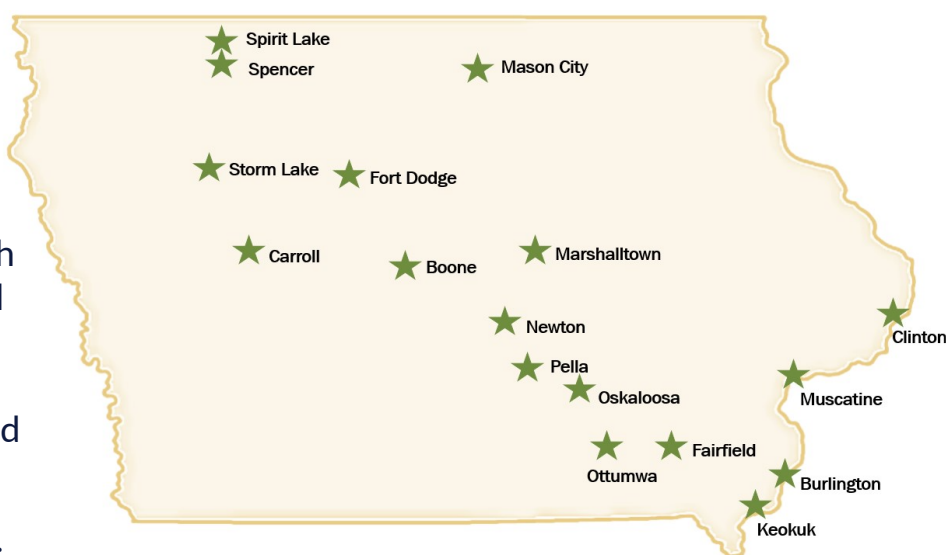 Spirit Lake
Spencer
Mason City
Storm Lake
Fort Dodge
h
Carroll
Boone
Marshalltown
Newton
Clinton
Pella
Oskaloosa
Muscatine
d
Ottumwa
Fairfield
Burlington
Keokuk